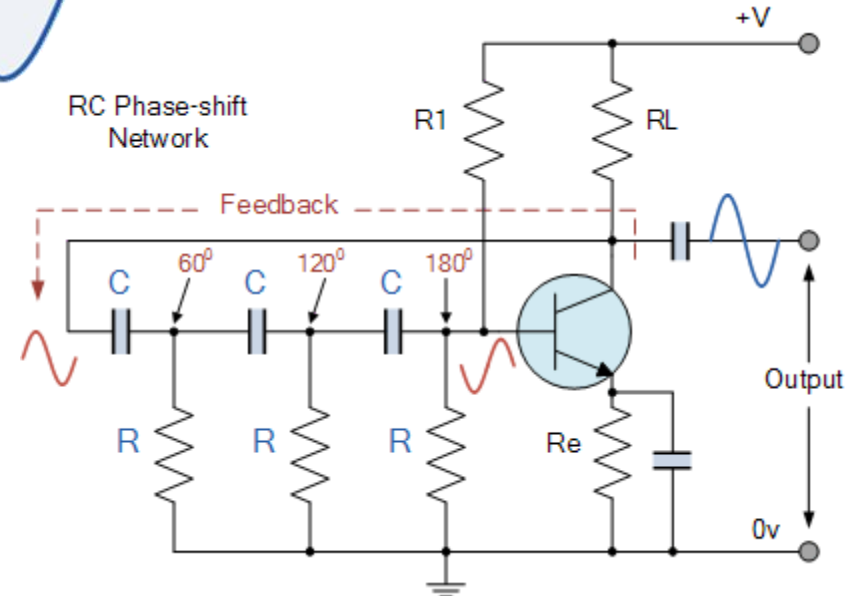 +V
RC Phase-shift
Network
R1
RL
Feedback
60⁰
120⁰
180⁰
C
C
C
Output
R
R
R
Re
0v